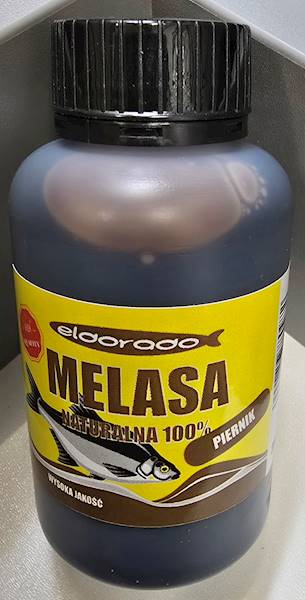 eldorado
MELASA
NATURALNA 100%
PIERNIK
WYSOKA JAKOŚĆ